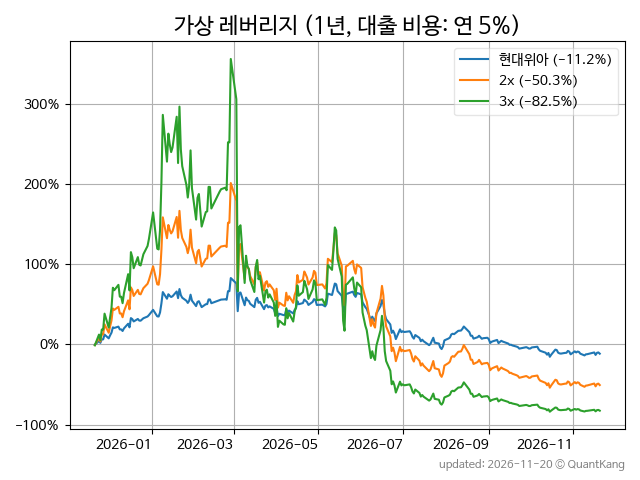 가상 레버리지 (1년, 대출 비용: 연 5%)
현대위아 (-11.2%)
2x (-50.3%)
3x (-82.5%)
300%
200%
100%
0%
-100%
2026-01
2026-03
2026-05
2026-07
2026-09
2026-11
updated: 2026-11-20 © QuantKang